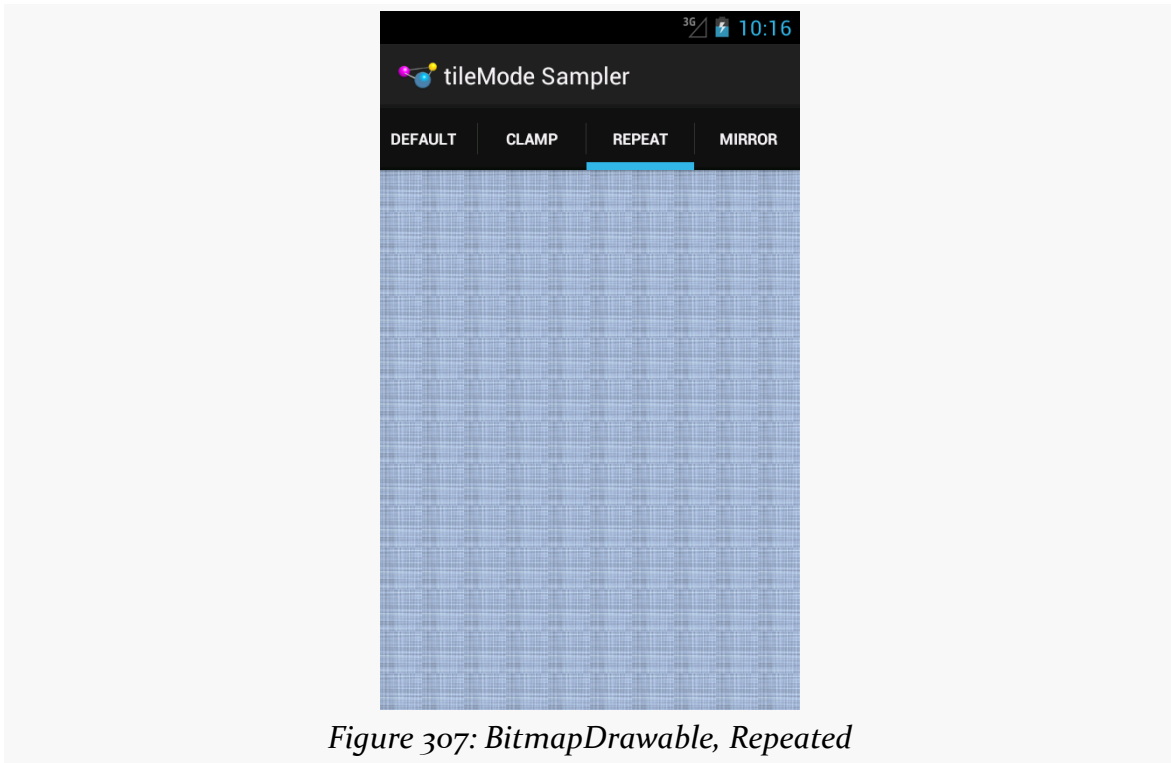 3G 10:16
tileMode Sampler
DEFAULT CLAMP REPEAT MIRROR
Figure 307: BitmapDrawable, Repeated